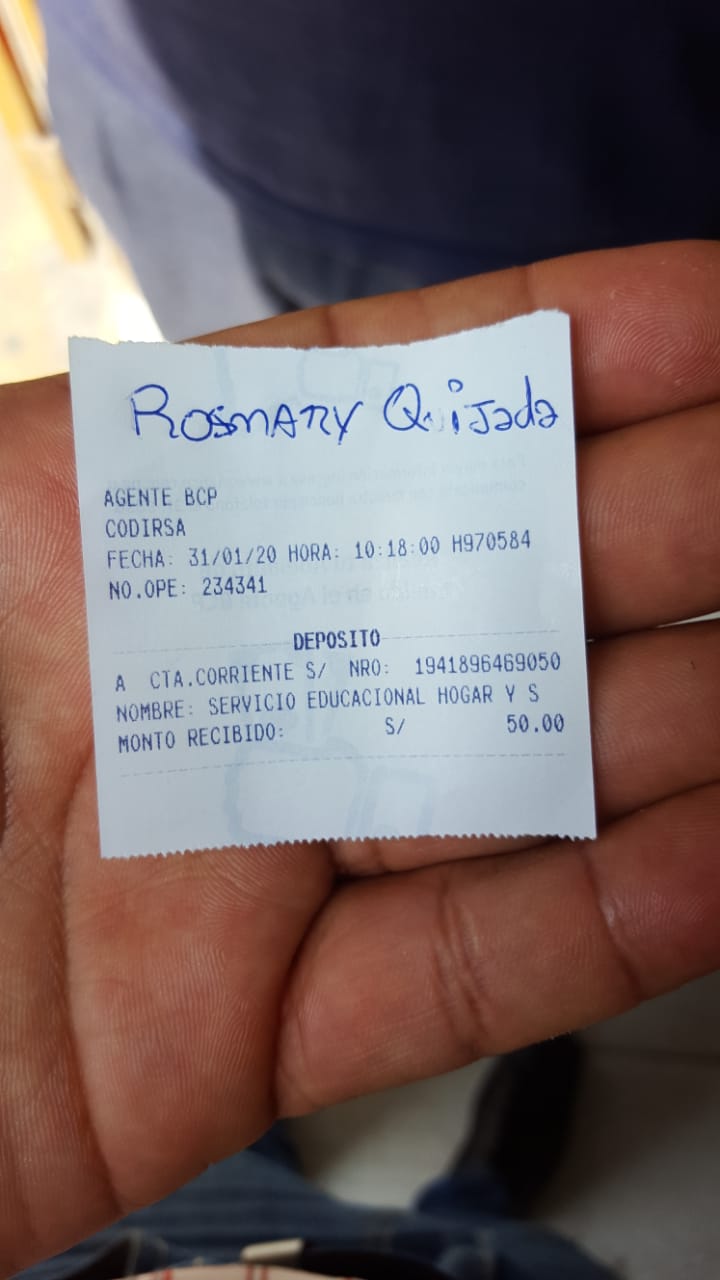 Rosmary Quijada
AGENTE BCP
CODIRSA
FECHA: 31/01/20 HORA: 10:18:00 H970584
NO.OPE: 234341
DEPOSITO
A CTA.CORRIENTE S/ NRO: 1941896469050
NOMBRE: SERVICIO EDUCACIONAL HOGAR Y S
MONTO RECIBIDO: S/ 50.00